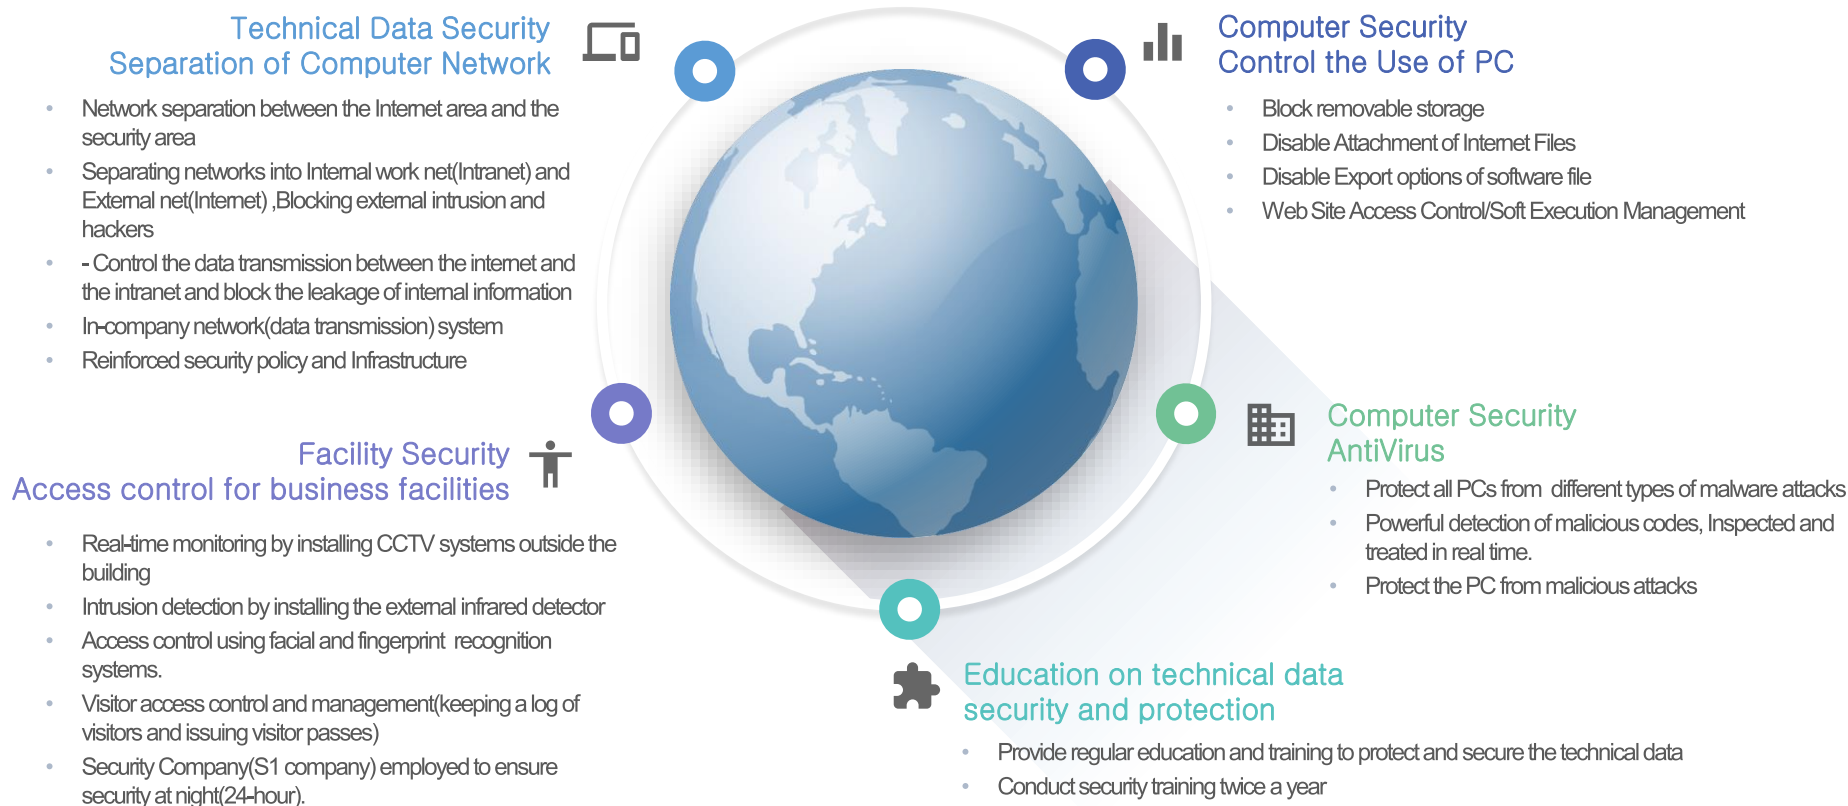 Technical Data Security
Separation of Computer Network
• Network separation between the Internet area and the
security area
• Separating networks into Internal work net(Intranet) and
External net(Internet) ,Blocking external intrusion and
hackers
• - Control the data transmission between the internet and
the intranet and block the leakage of internal information
• In-company network(data transmission) system
• Reinforced security policy and Infrastructure
Computer Security
Control the Use of PC
• Block removable storage
• Disable Attachment of Internet Files
• Disable Export options of software file
• Web Site Access Control/Soft Execution Management
Facility Security
Access control for business facilities
• Real-time monitoring by installing CCTV systems outside the
building
• Intrusion detection by installing the external infrared detector
• Access control using facial and fingerprint recognition
systems.
• Visitor access control and management(keeping a log of
visitors and issuing visitor passes)
• Security Company(S1 company) employed to ensure
security at night(24-hour).
Computer Security
AntiVirus
• Protect all PCs from different types of malware attacks
• Powerful detection of malicious codes, Inspected and
treated in real time.
• Protect the PC from malicious attacks
Education on technical data
security and protection
• Provide regular education and training to protect and secure the technical data
• Conduct security training twice a year